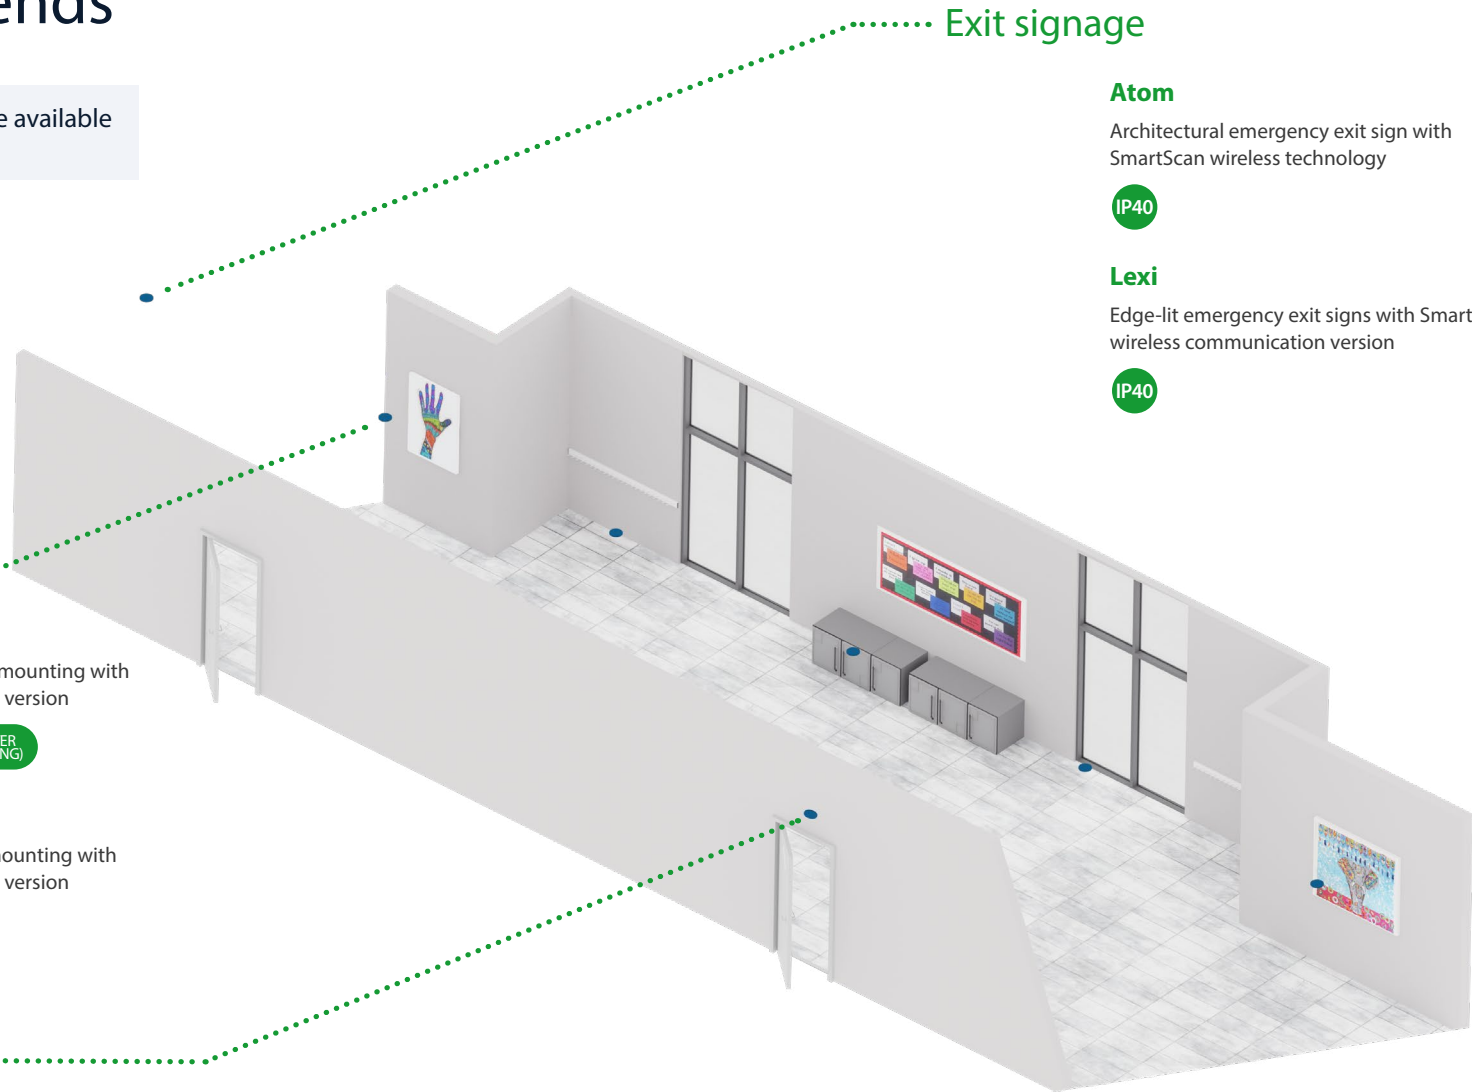 ends
e available
Exit signage
Atom
Architectural emergency exit sign with
SmartScan wireless technology
IP40
Lexi
Edge-lit emergency exit signs with Smart
wireless communication version
IP40
mounting with
version
ER
NG)
ounting with
version